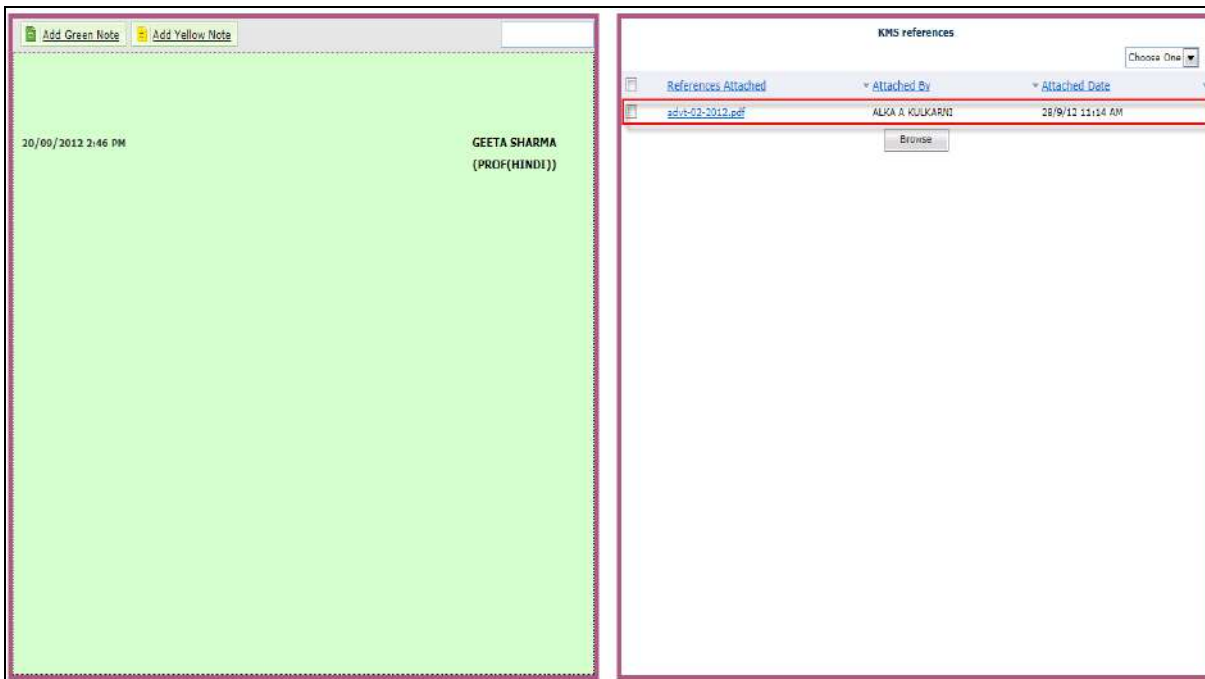 Add Green Note Add Yellow Note
20/09/2012 2:46 PM GEETA SHARMA
(PROF(HINDI))
KMS references
Choose One
References Attached Attached By Attached Date
advt-02-2012.pdf ALKA A KULKARNI 28/9/12 11:14 AM
Browse